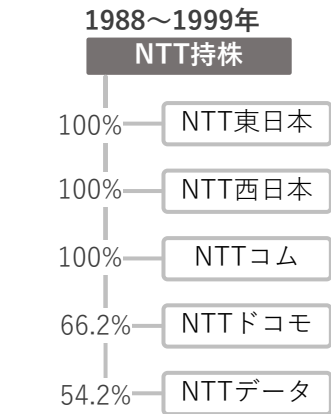 1988～1999年
NTT持株
100% NTT東日本
100% NTT西日本
100% NTTコム
66.2% NTTドコモ
54.2% NTTデータ